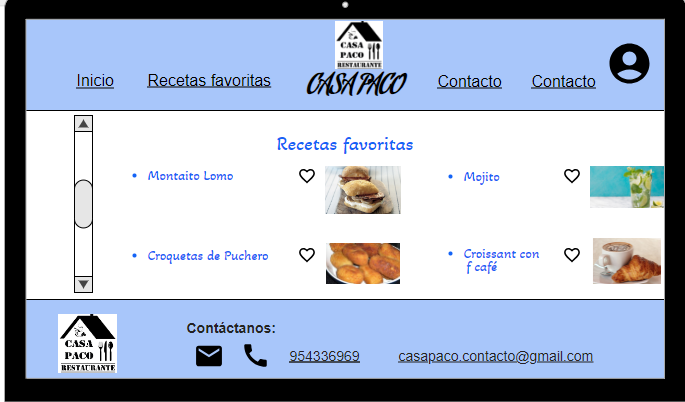 CASA
PACO
RESTAURANTE
Inicio
Recetas favoritas
CASA PACO
Contacto
Contacto
Recetas favoritas
• Montaito Lomo
• Mojito
• Croquetas de Puchero
• Croissant con
f café
CASA
PACO
RESTAURANTE
Contáctanos:
954336969
casapaco.contacto@gmail.com